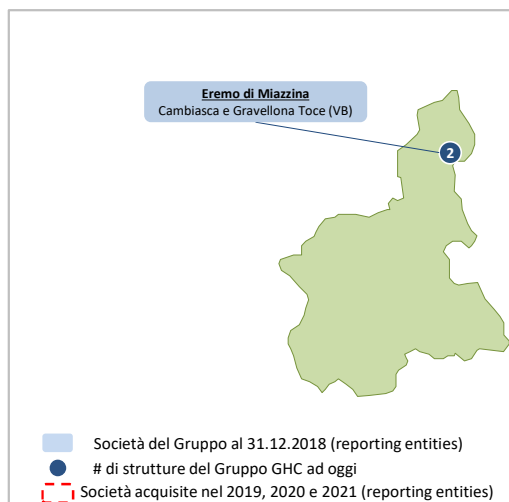 Eremo di Miazzina
Cambiasca e Gravellona Toce (VB)
2
Società del Gruppo al 31.12.2018 (reporting entities)
# di strutture del Gruppo GHC ad oggi
Società acquisite nel 2019, 2020 e 2021 (reporting entities)